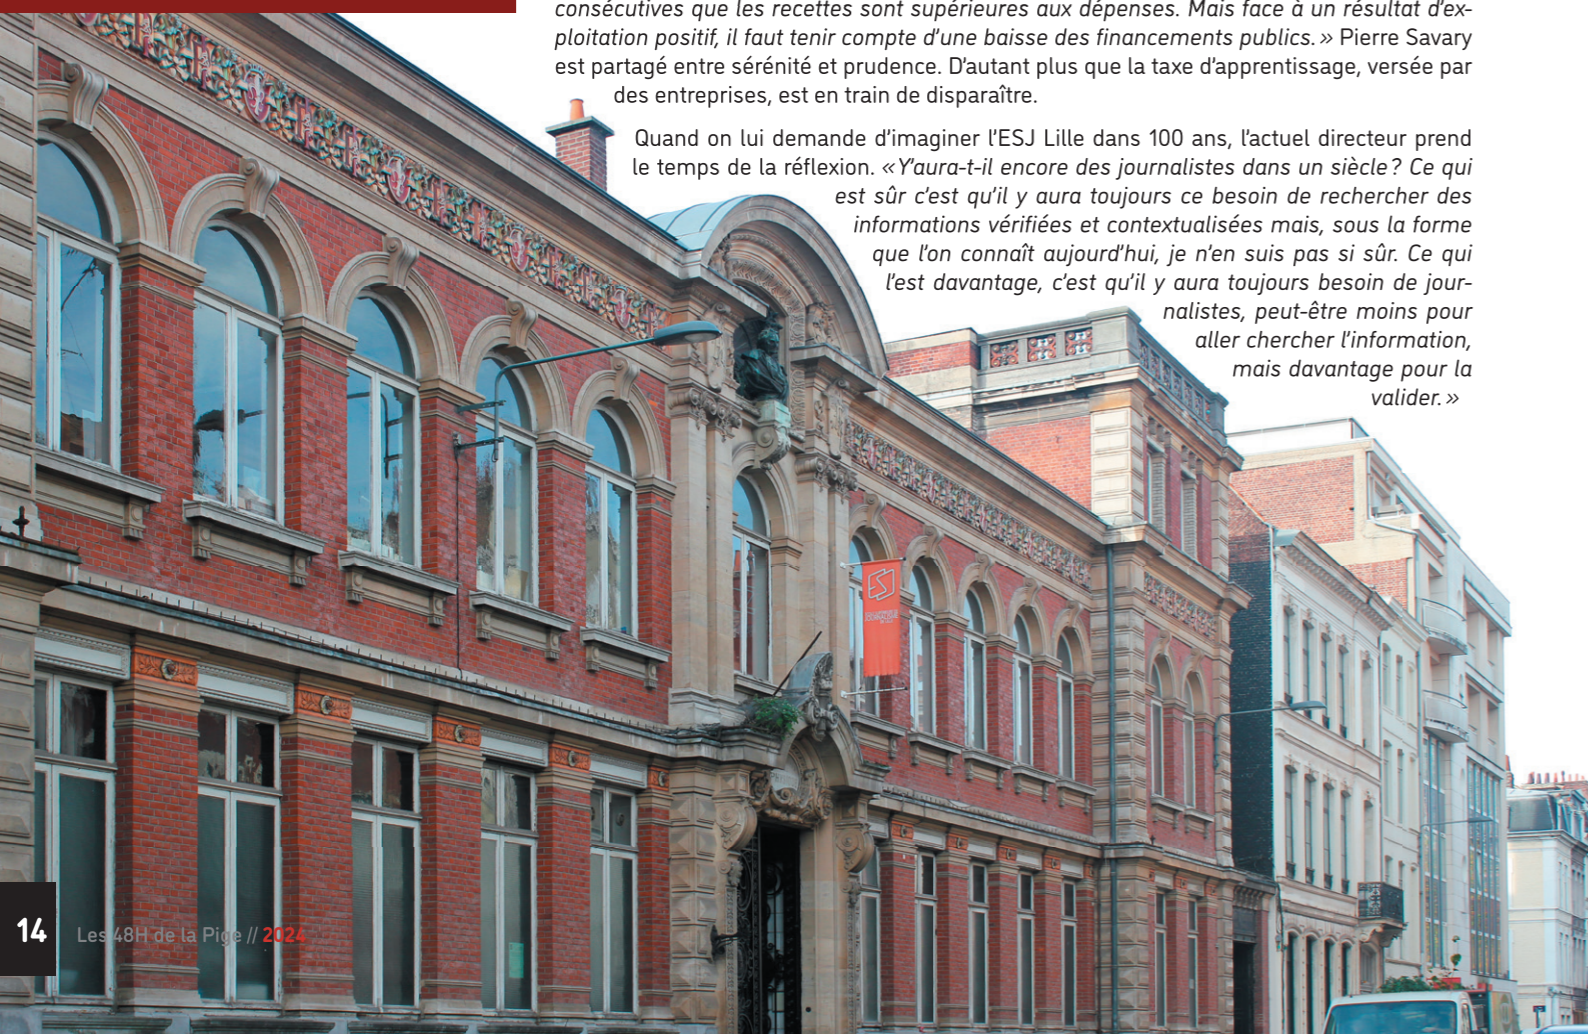 consécutives que les recettes sont supérieures aux dépenses. Mais face à un résultat d’ex-
ploitation positif, il faut tenir compte d’une baisse des financements publics. » Pierre Savary
est partagé entre sérénité et prudence. D’autant plus que la taxe d’apprentissage, versée par
des entreprises, est en train de disparaître.
Quand on lui demande d’imaginer l’ESJ Lille dans 100 ans, l’actuel directeur prend
le temps de la réflexion. « Y’aura-t-il encore des journalistes dans un siècle ? Ce qui
est sûr c’est qu’il y aura toujours ce besoin de rechercher des
informations vérifiées et contextualisées mais, sous la forme
que l’on connaît aujourd’hui, je n’en suis pas si sûr. Ce qui
l’est davantage, c’est qu’il y aura toujours besoin de jour-
nalistes, peut-être moins pour
aller chercher l’information,
mais davantage pour la
valider. »
ESJ
14 Les 48H de la Pige // 2024